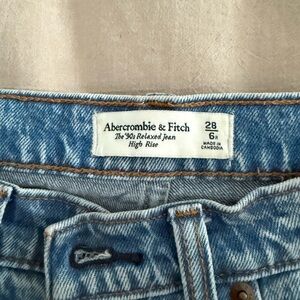 Abercrombie & Fitch
The '90s Relaxed Jean
High Rise
28
6R
MADE IN
CAMBODIA